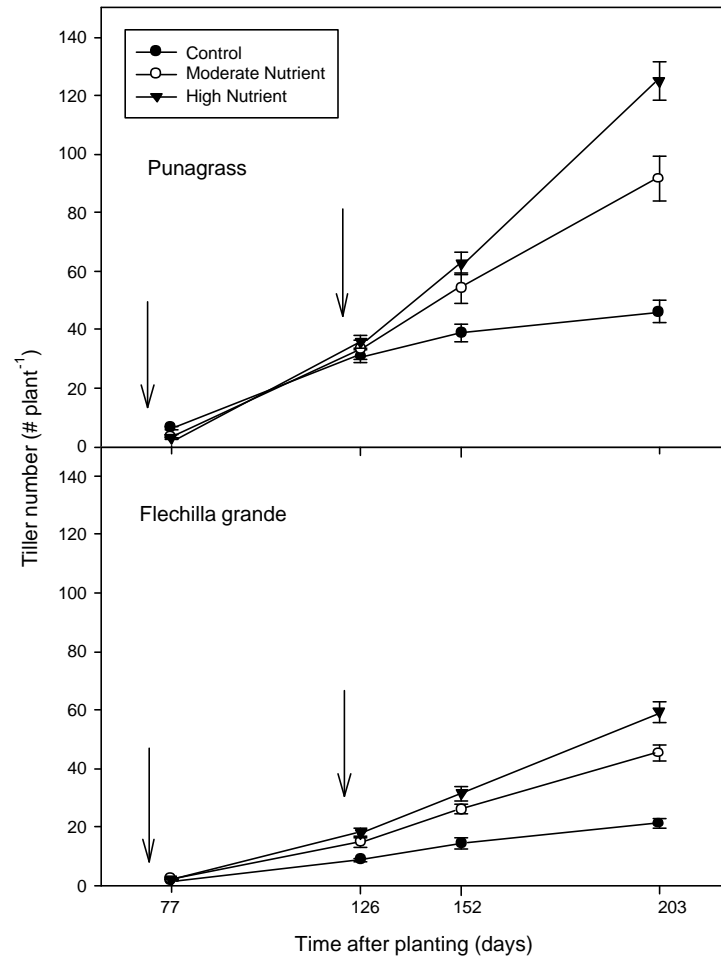 140
120
100
80
60
40
20
0
Control
Moderate Nutrient
High Nutrient
Punagrass
Tiller number (# plant-1)
140
120
100
80
60
40
20
0
Flechilla grande
77 126 152 203
Time after planting (days)